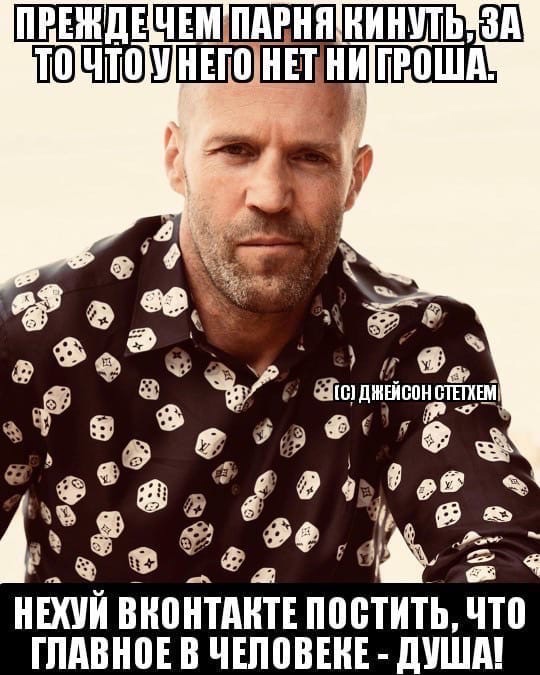 ПРЕЖДЕ ЧЕМ ПАРНЯ КИНУТЬ, ЗА
ТО ЧТО У НЕГО НЕТ НИ ГРОША.
(C) ДЖЕЙСОН СТЕТХЕМ
НЕХУЙ ВКОНТАКТЕ ПОСТИТЬ, ЧТО
ГЛАВНОЕ В ЧЕЛОВЕКЕ - ДУША!